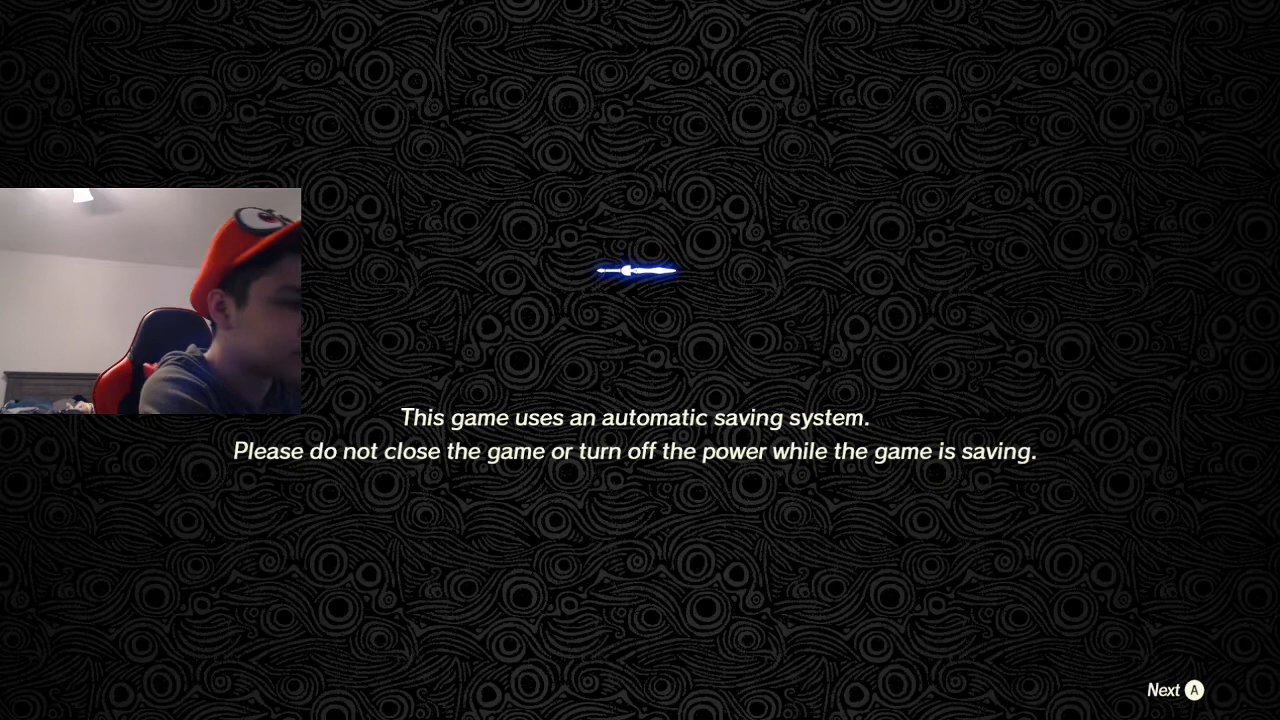 This game uses an automatic saving system.
Please do not close the game or turn off the power while the game is saving.
Next A